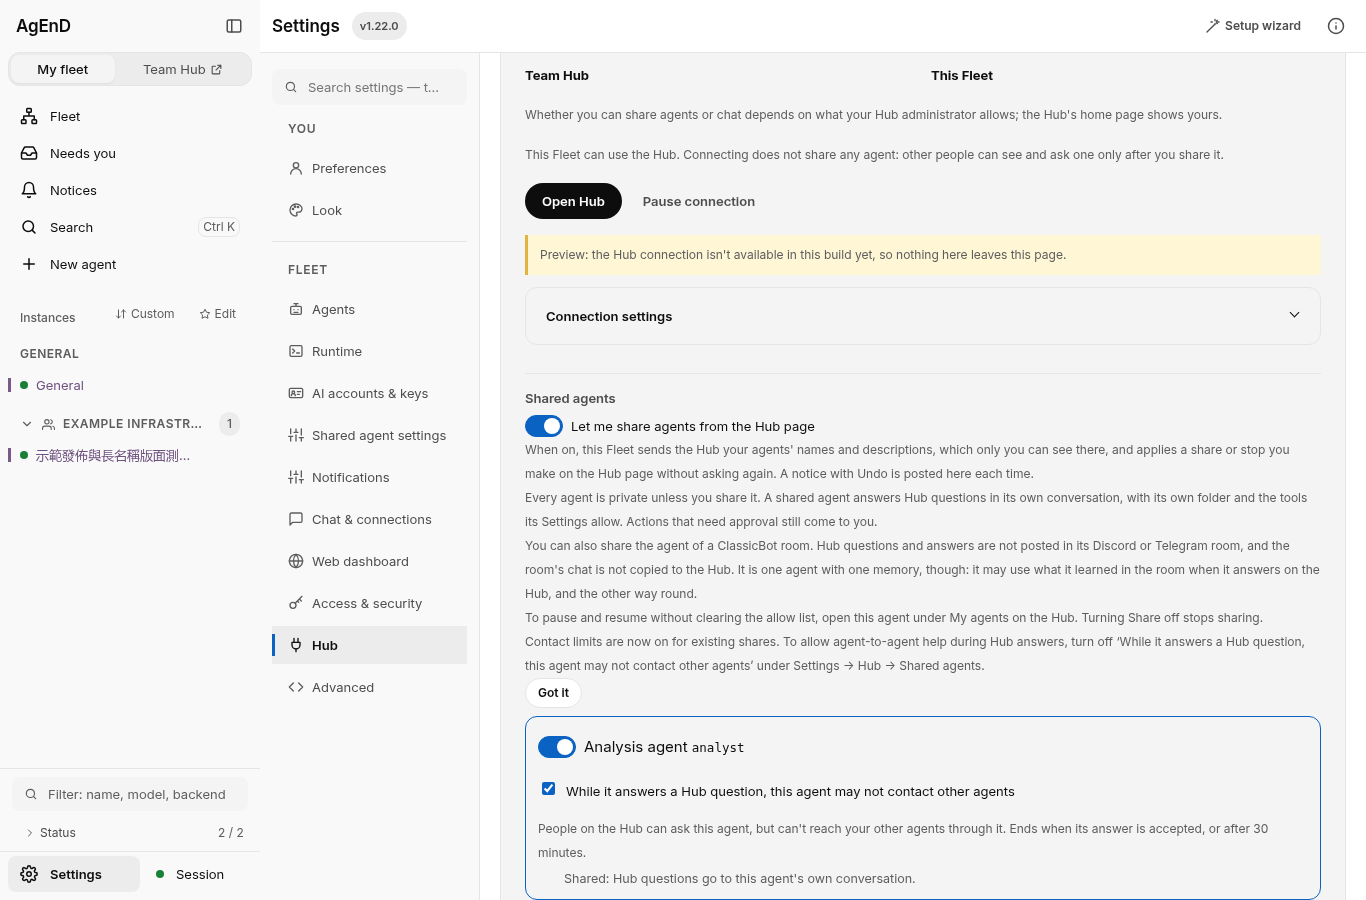 AgEnD
My fleet
Team Hub
Fleet
Needs you
Notices
Search
Ctrl K
New agent
Instances
Custom
Edit
GENERAL
General
EXAMPLE INFRASTR...
1
示範發佈與長名稱版面測...
Filter: name, model, backend
Status
2 / 2
Settings
Session
Settings
v1.22.0
Setup wizard
Search settings — t...
YOU
Preferences
Look
FLEET
Agents
Runtime
AI accounts & keys
Shared agent settings
Notifications
Chat & connections
Web dashboard
Access & security
Hub
Advanced
Team Hub
This Fleet
Whether you can share agents or chat depends on what your Hub administrator allows; the Hub's home page shows yours.
This Fleet can use the Hub. Connecting does not share any agent: other people can see and ask one only after you share it.
Open Hub
Pause connection
Preview: the Hub connection isn't available in this build yet, so nothing here leaves this page.
Connection settings
Shared agents
Let me share agents from the Hub page
When on, this Fleet sends the Hub your agents' names and descriptions, which only you can see there, and applies a share or stop you
make on the Hub page without asking again. A notice with Undo is posted here each time.
Every agent is private unless you share it. A shared agent answers Hub questions in its own conversation, with its own folder and the tools
its Settings allow. Actions that need approval still come to you.
You can also share the agent of a ClassicBot room. Hub questions and answers are not posted in its Discord or Telegram room, and the
room's chat is not copied to the Hub. It is one agent with one memory, though: it may use what it learned in the room when it answers on the
Hub, and the other way round.
To pause and resume without clearing the allow list, open this agent under My agents on the Hub. Turning Share off stops sharing.
Contact limits are now on for existing shares. To allow agent-to-agent help during Hub answers, turn off ‘While it answers a Hub question,
this agent may not contact other agents’ under Settings → Hub → Shared agents.
Got it
Analysis agent analyst
While it answers a Hub question, this agent may not contact other agents
People on the Hub can ask this agent, but can't reach your other agents through it. Ends when its answer is accepted, or after 30
minutes.
Shared: Hub questions go to this agent's own conversation.